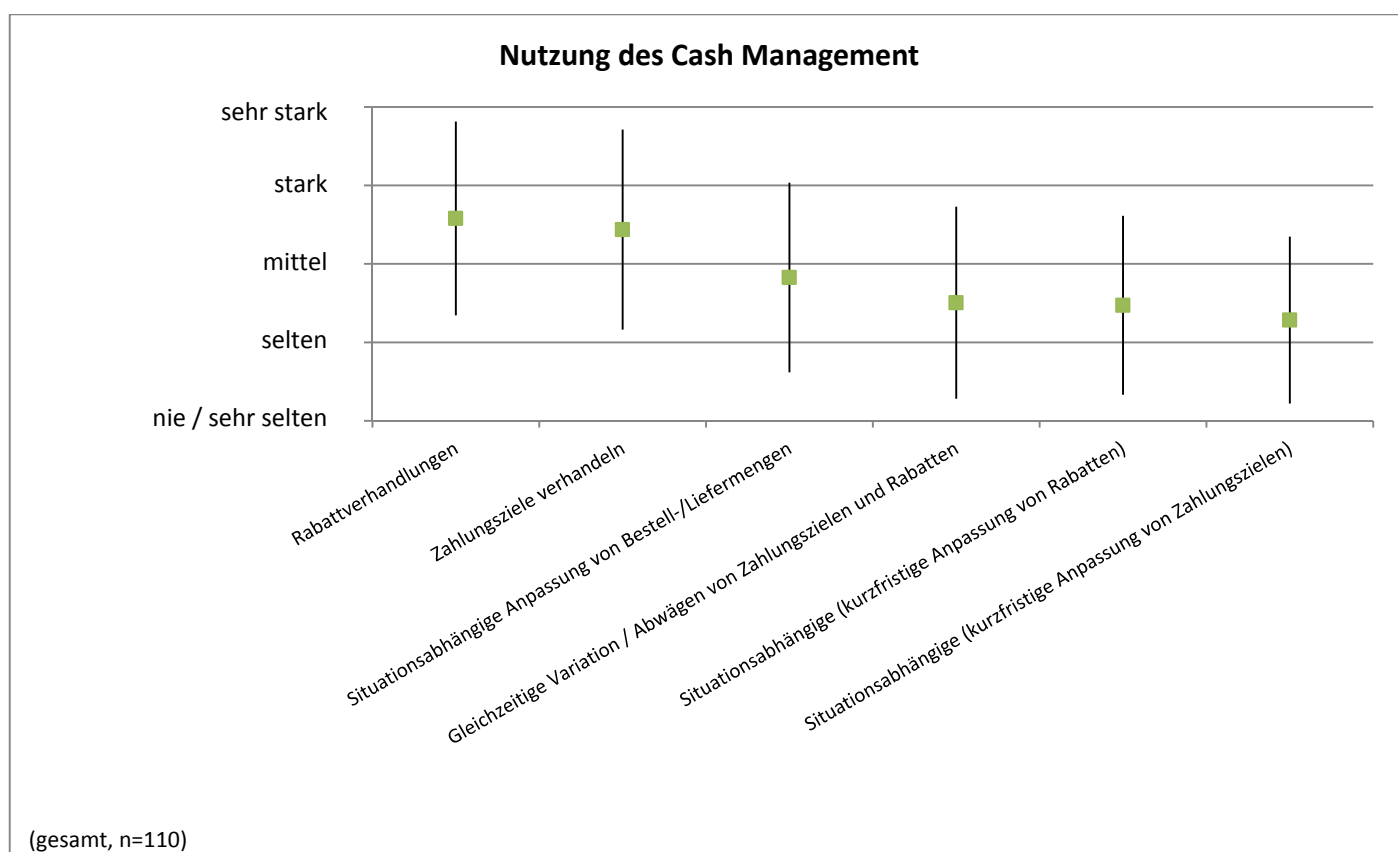 Nutzung des Cash Management
sehr stark
stark
mittel
selten
nie / sehr selten
Rabattverhandlungen
Zahlungsziele verhandeln
Situationsabhängige Anpassung von Bestell-/Liefermengen
Gleichzeitige Variation / Abwägen von Zahlungszielen und Rabatten
Situationsabhängige (kurzfristige Anpassung von Rabatten)
Situationsabhängige (kurzfristige Anpassung von Zahlungszielen)
(gesamt, n=110)